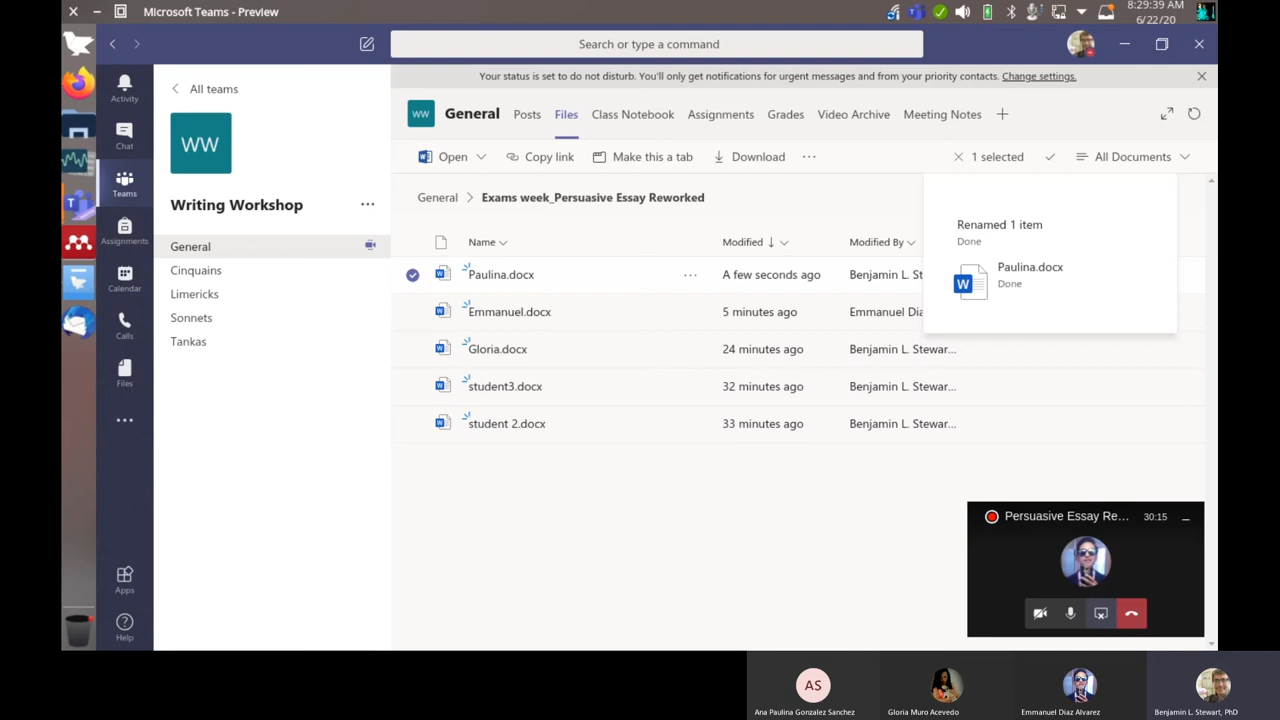 Microsoft Teams - Preview
8:29:39 AM
6/22/20
Search or type a command
Your status is set to do not disturb. You'll only get notifications for urgent messages and from your priority contacts. Change settings.
Activity
Chat
Teams
Assignments
Calendar
Calls
Files
Apps
Help
All teams
WW
Writing Workshop
General
Cinquains
Limericks
Sonnets
Tankas
WW General Posts Files Class Notebook Assignments Grades Video Archive Meeting Notes
Open Copy link Make this a tab Download 1 selected All Documents
General Exams week_Persuasive Essay Reworked
Name Modified Modified By
Paulina.docx A few seconds ago Benjamin L. St
Emmanuel.docx 5 minutes ago Emmanuel Dia
Gloria.docx 24 minutes ago Benjamin L. Stewar...
student3.docx 32 minutes ago Benjamin L. Stewar...
student 2.docx 33 minutes ago Benjamin L. Stewar...
Renamed 1 item
Done
Paulina.docx
Done
Persuasive Essay Re... 30:15
AS
Ana Paulina Gonzalez Sanchez
Gloria Muro Acevedo
Emmanuel Diaz Alvarez
Benjamin L. Stewart, PhD